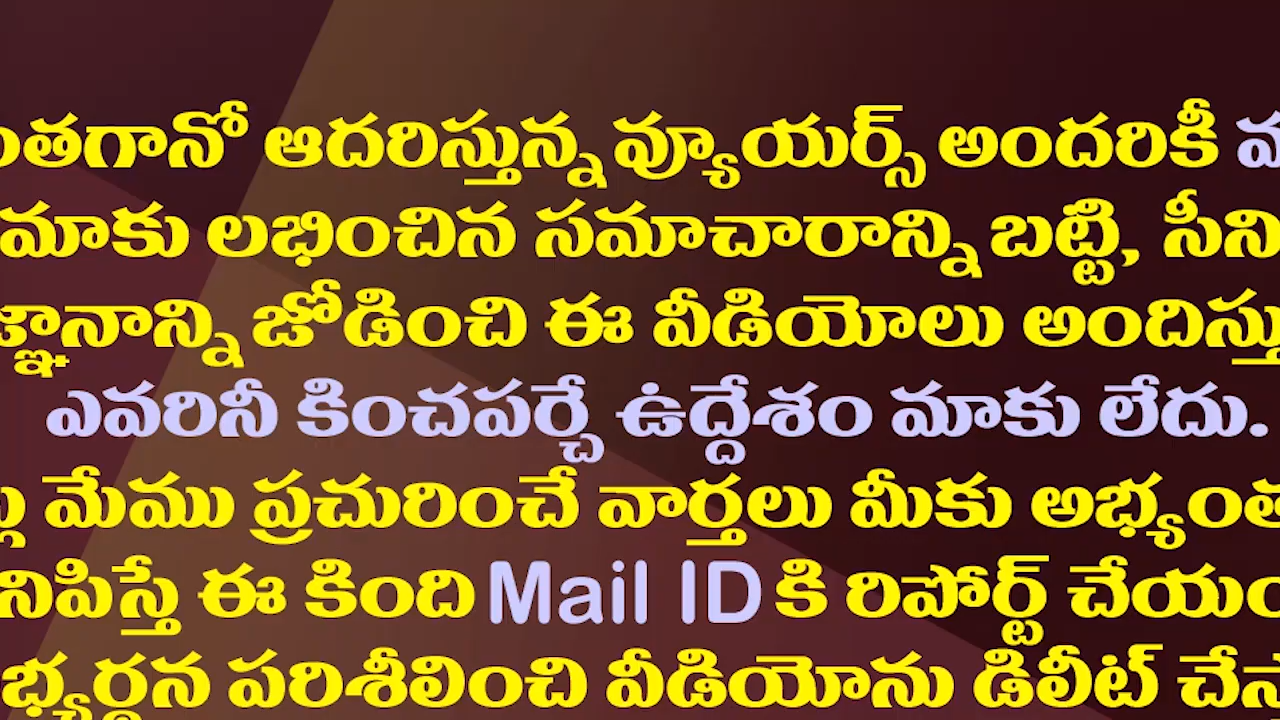 ంతగానో ఆదరిస్తున్న వ్యూయర్స్ అందరికీ
మాకు లభించిన సమాచారాన్ని బట్టి, సీని
జ్ఞానాన్ని జోడించి ఈ వీడియోలు అందిస్తు
ఎవరినీ కించపర్చే ఉద్దేశం మాకు లేదు.
మేము ప్రచురించే వార్తలు మీకు అభ్యంత
నిపిస్తే ఈ కింది Mail ID కి రిపోర్ట్ చేయం
భ్యర్థన పరిశీలించి వీడియోను డిలీట్ చేస